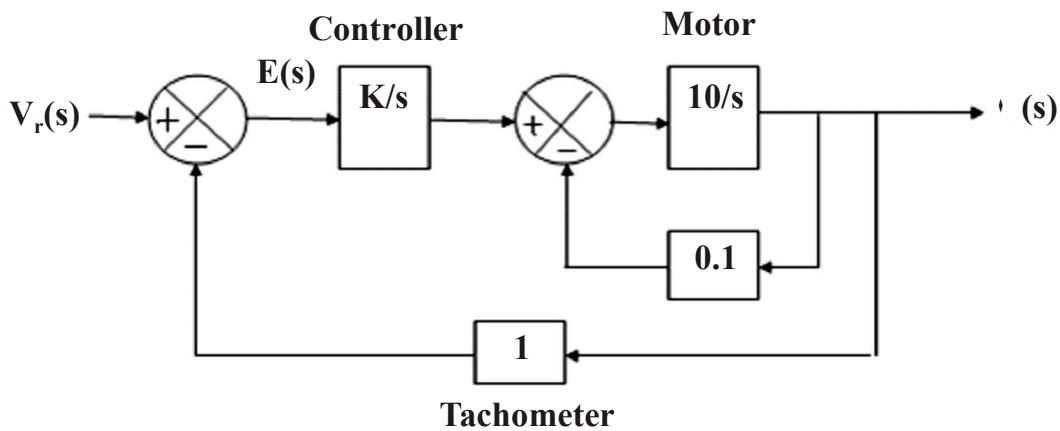 Controller
Motor
E(s)
V_r(s)
+
−
K/s
+
−
10/s
(s)
0.1
1
Tachometer